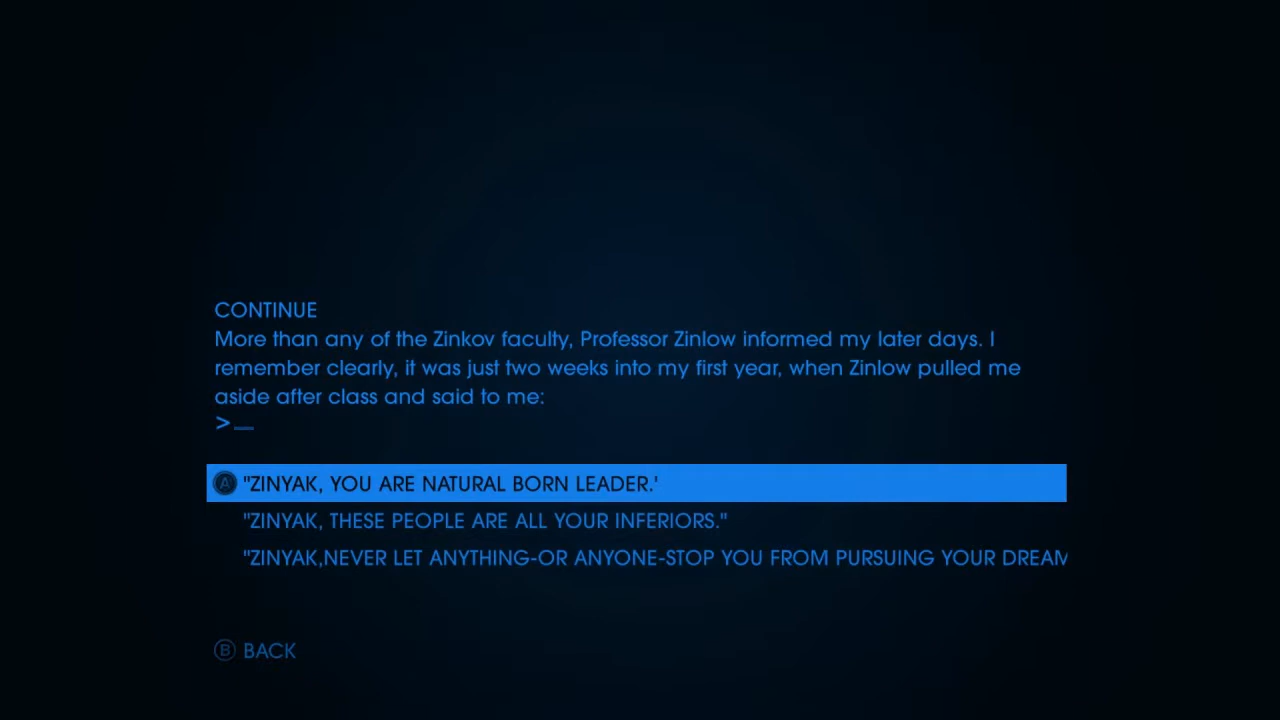 CONTINUE
More than any of the Zinkov faculty, Professor Zinlow informed my later days. I
remember clearly, it was just two weeks into my first year, when Zinlow pulled me
aside after class and said to me:
>_
A "ZINYAK, YOU ARE NATURAL BORN LEADER.'
"ZINYAK, THESE PEOPLE ARE ALL YOUR INFERIORS."
"ZINYAK,NEVER LET ANYTHING-OR ANYONE-STOP YOU FROM PURSUING YOUR DREAM
B BACK